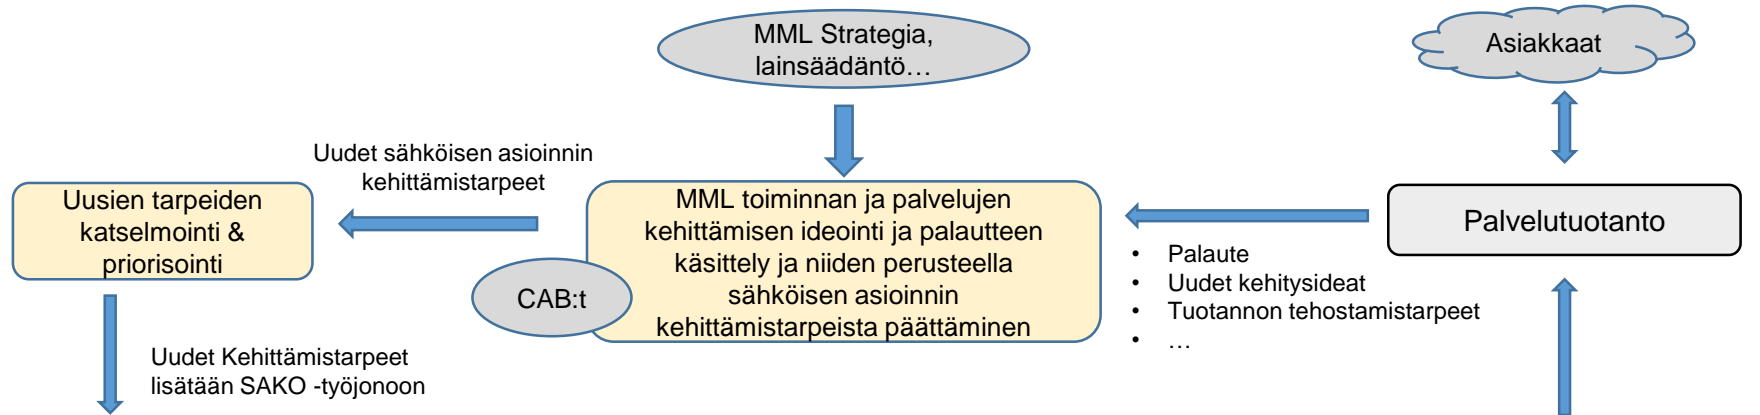 MML Strategia,
lainsäädäntö…
Asiakkaat
Uudet sähköisen asioinnin
kehittämistarpeet
Uusien tarpeiden
katselmointi &
priorisointi
MML toiminnan ja palvelujen
kehittämisen ideointi ja palautteen
käsittely ja niiden perusteella
sähköisen asioinnin
kehittämistarpeista päättäminen
CAB:t
Palvelutuotanto
• Palaute
• Uudet kehitysideat
• Tuotannon tehostamistarpeet
• …
Uudet Kehittämistarpeet
lisätään SAKO -työjonoon